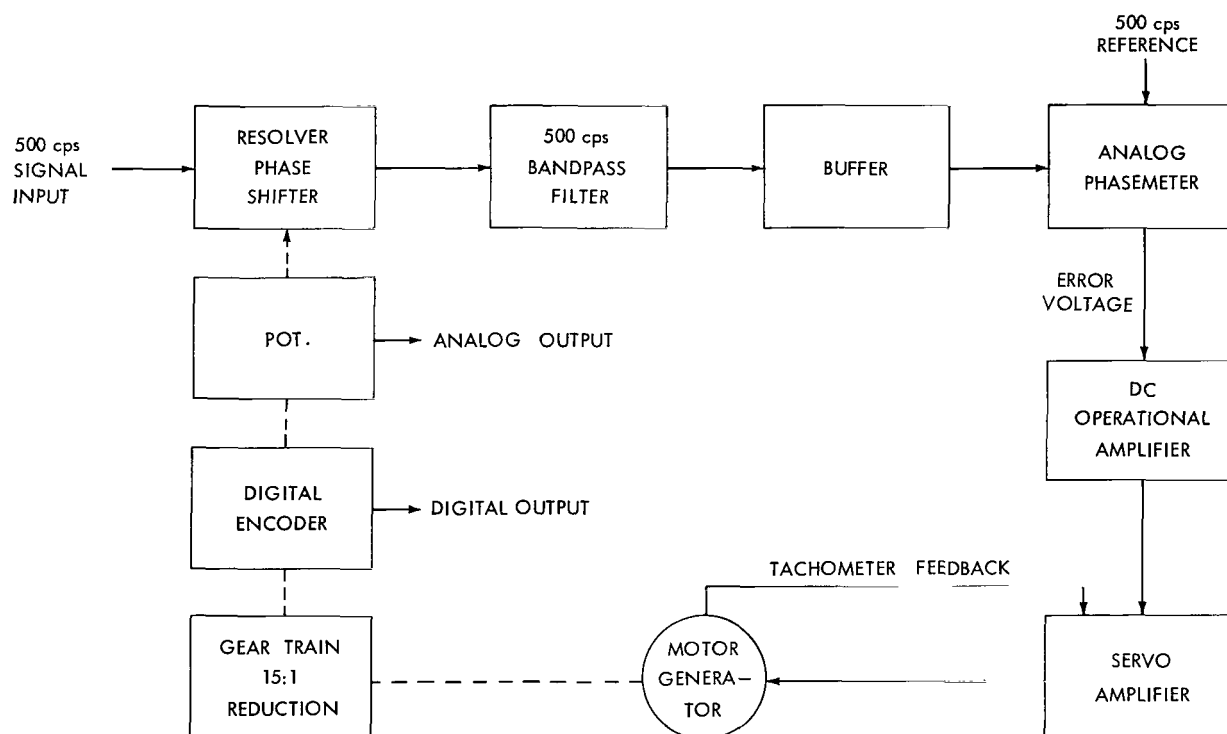 500 cps
REFERENCE
500 cps
SIGNAL
INPUT
RESOLVER
PHASE
SHIFTER
500 cps
BANDPASS
FILTER
BUFFER
ANALOG
PHASEMETER
ERROR
VOLTAGE
POT.
ANALOG OUTPUT
DC
OPERATIONAL
AMPLIFIER
DIGITAL
ENCODER
DIGITAL OUTPUT
TACHOMETER FEEDBACK
GEAR TRAIN
15:1
REDUCTION
MOTOR
GENERA-
TOR
SERVO
AMPLIFIER